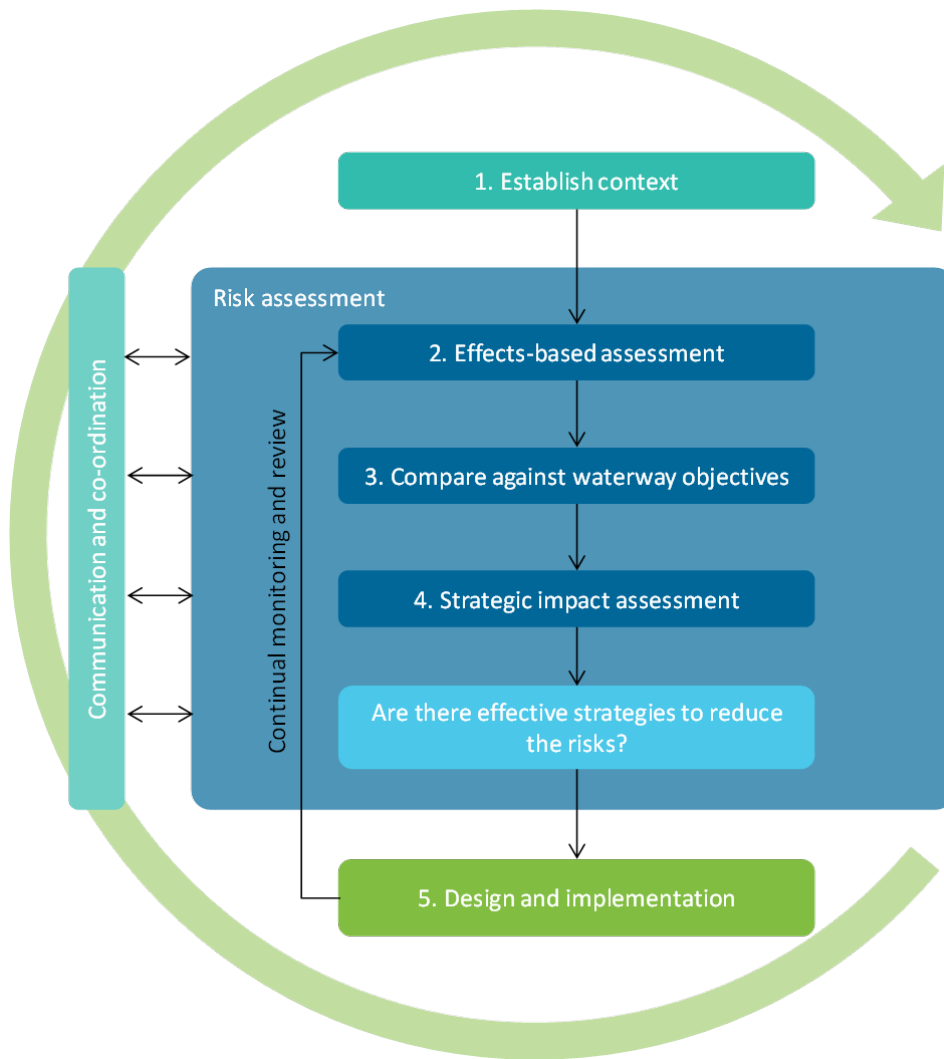 1. Establish context
Risk assessment
2. Effects-based assessment
3. Compare against waterway objectives
4. Strategic impact assessment
Are there effective strategies to reduce
the risks?
5. Design and implementation
Communication and co-ordination
Continual monitoring and review